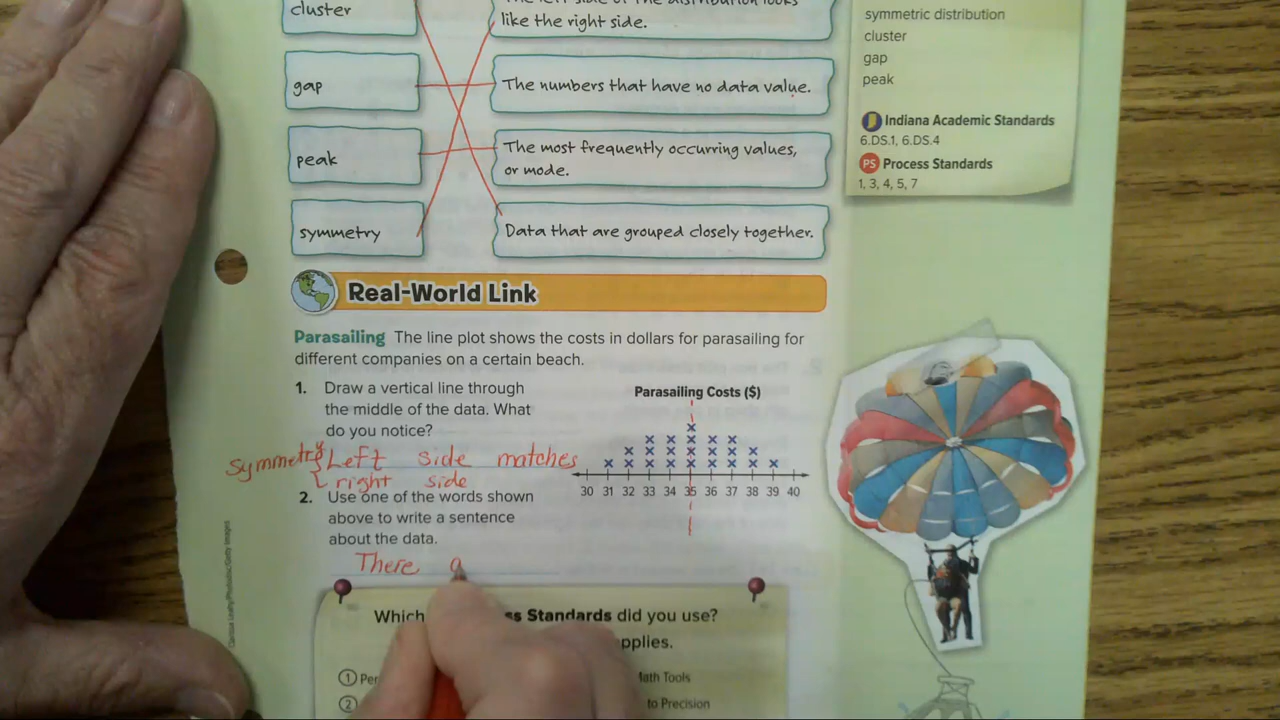 cluster
The left side of the distribution looks
like the right side.
gap
The numbers that have no data value.
peak
The most frequently occurring values,
or mode.
symmetry
Data that are grouped closely together.
symmetric distribution
cluster
gap
peak
Indiana Academic Standards
6.DS.1, 6.DS.4
PS Process Standards
1, 3, 4, 5, 7
Real-World Link
Parasailing The line plot shows the costs in dollars for parasailing for
different companies on a certain beach.
1. Draw a vertical line through
the middle of the data. What
do you notice?
Symmetry Left side matches
right side
Parasailing Costs ($)
30 31 32 33 34 35 36 37 38 39 40
2. Use one of the words shown
above to write a sentence
about the data.
There a
Which ss Standards did you use?
applies.
1 Per
Math Tools
2
to Precision